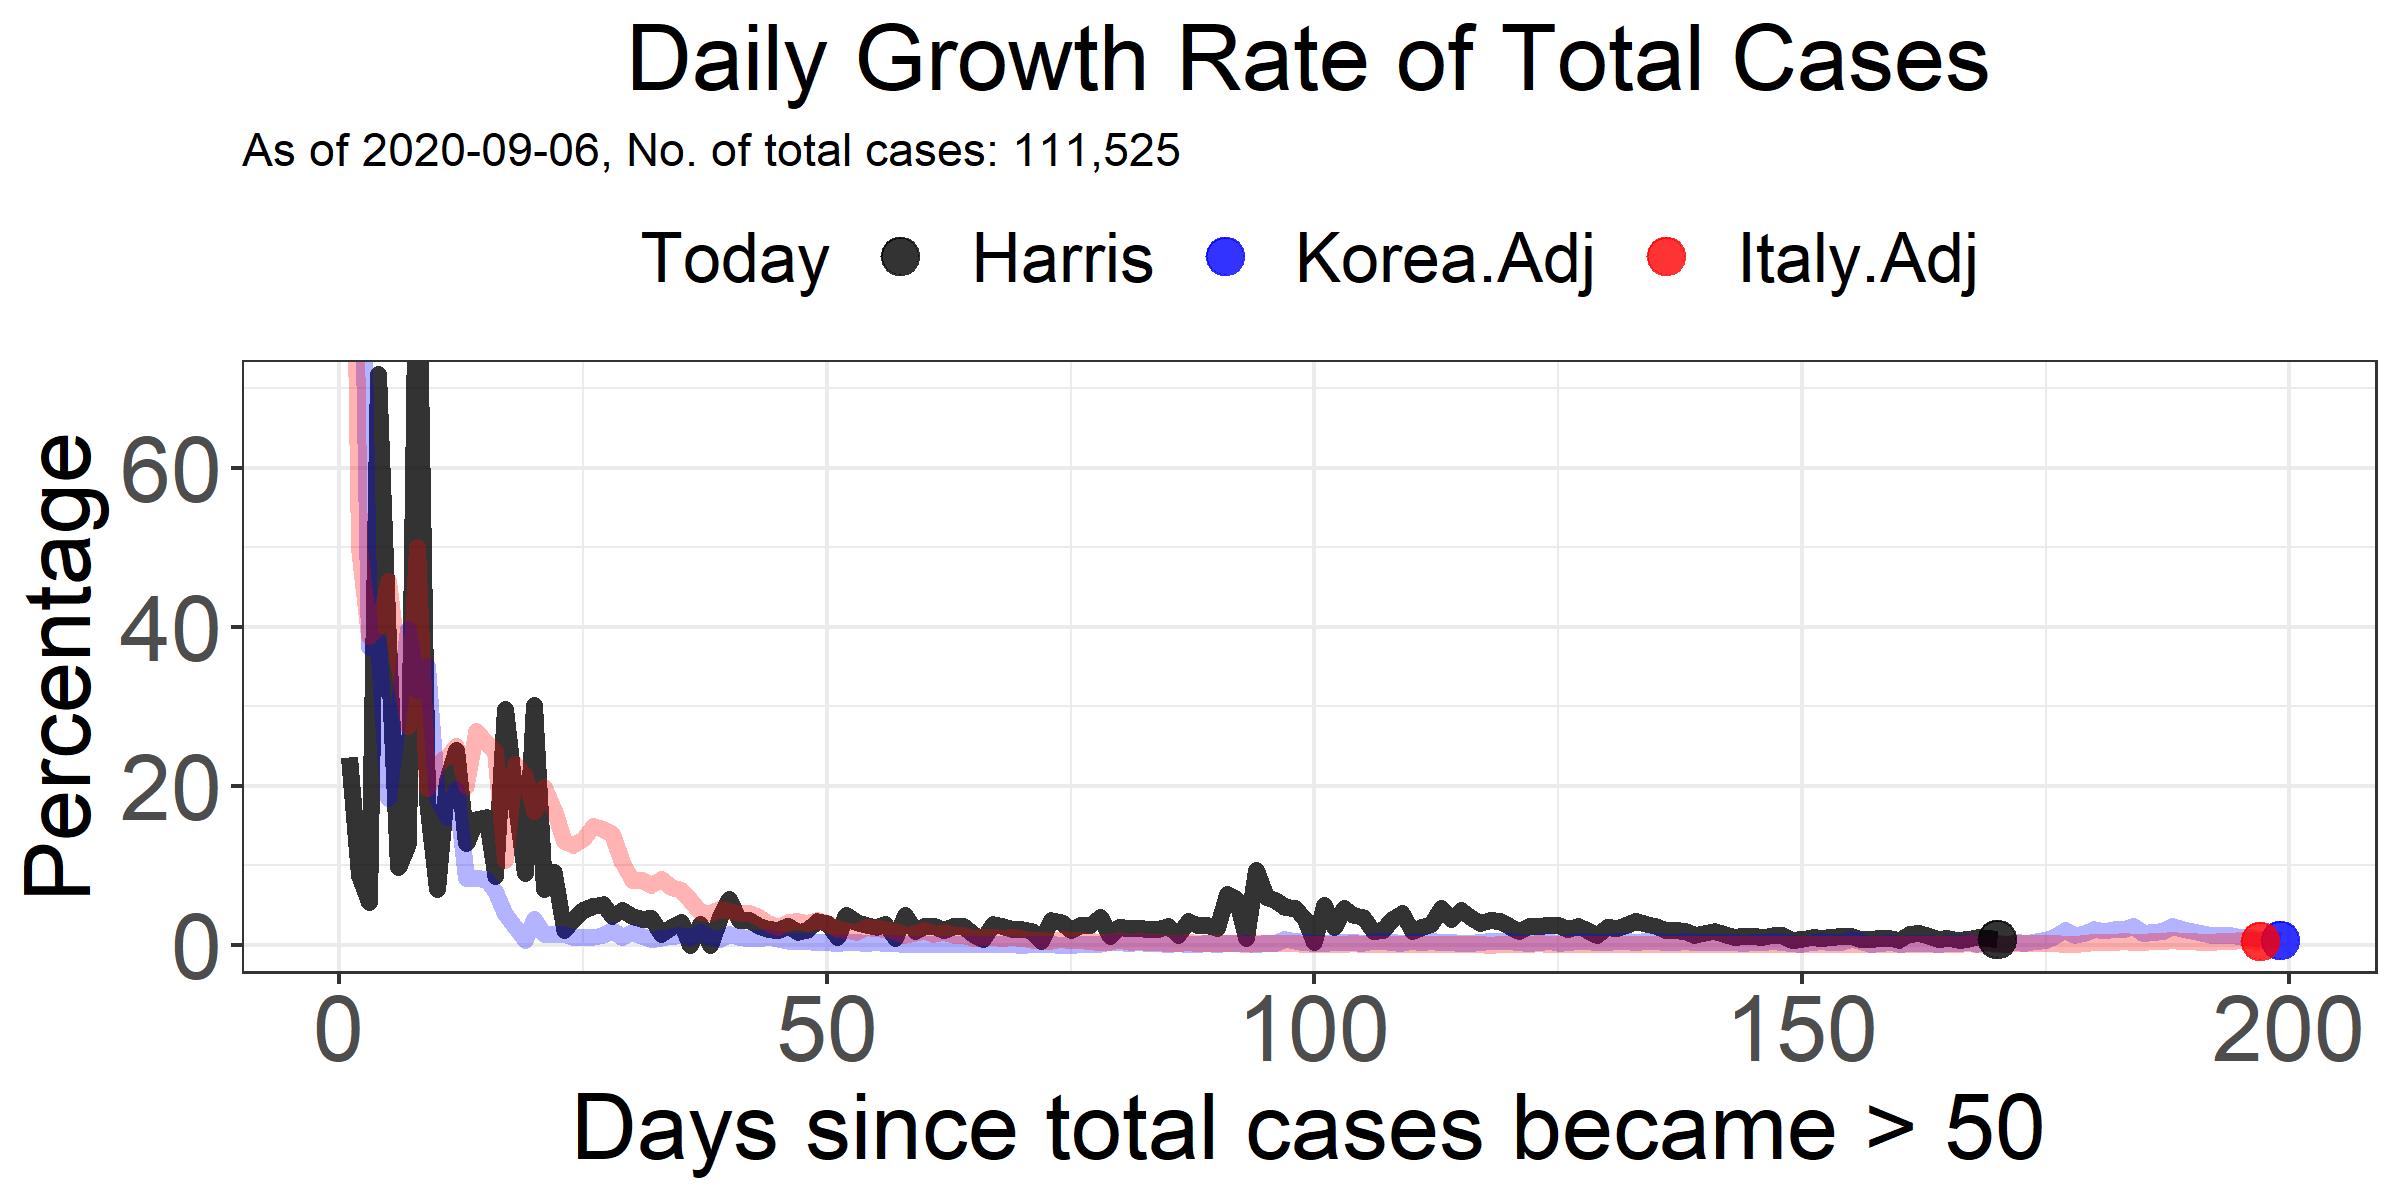 Daily Growth Rate of Total Cases
As of 2020-09-06, No. of total cases: 111,525
Today Harris Korea.Adj Italy.Adj
Percentage
60
40
20
0
0 50 100 150 200
Days since total cases became > 50